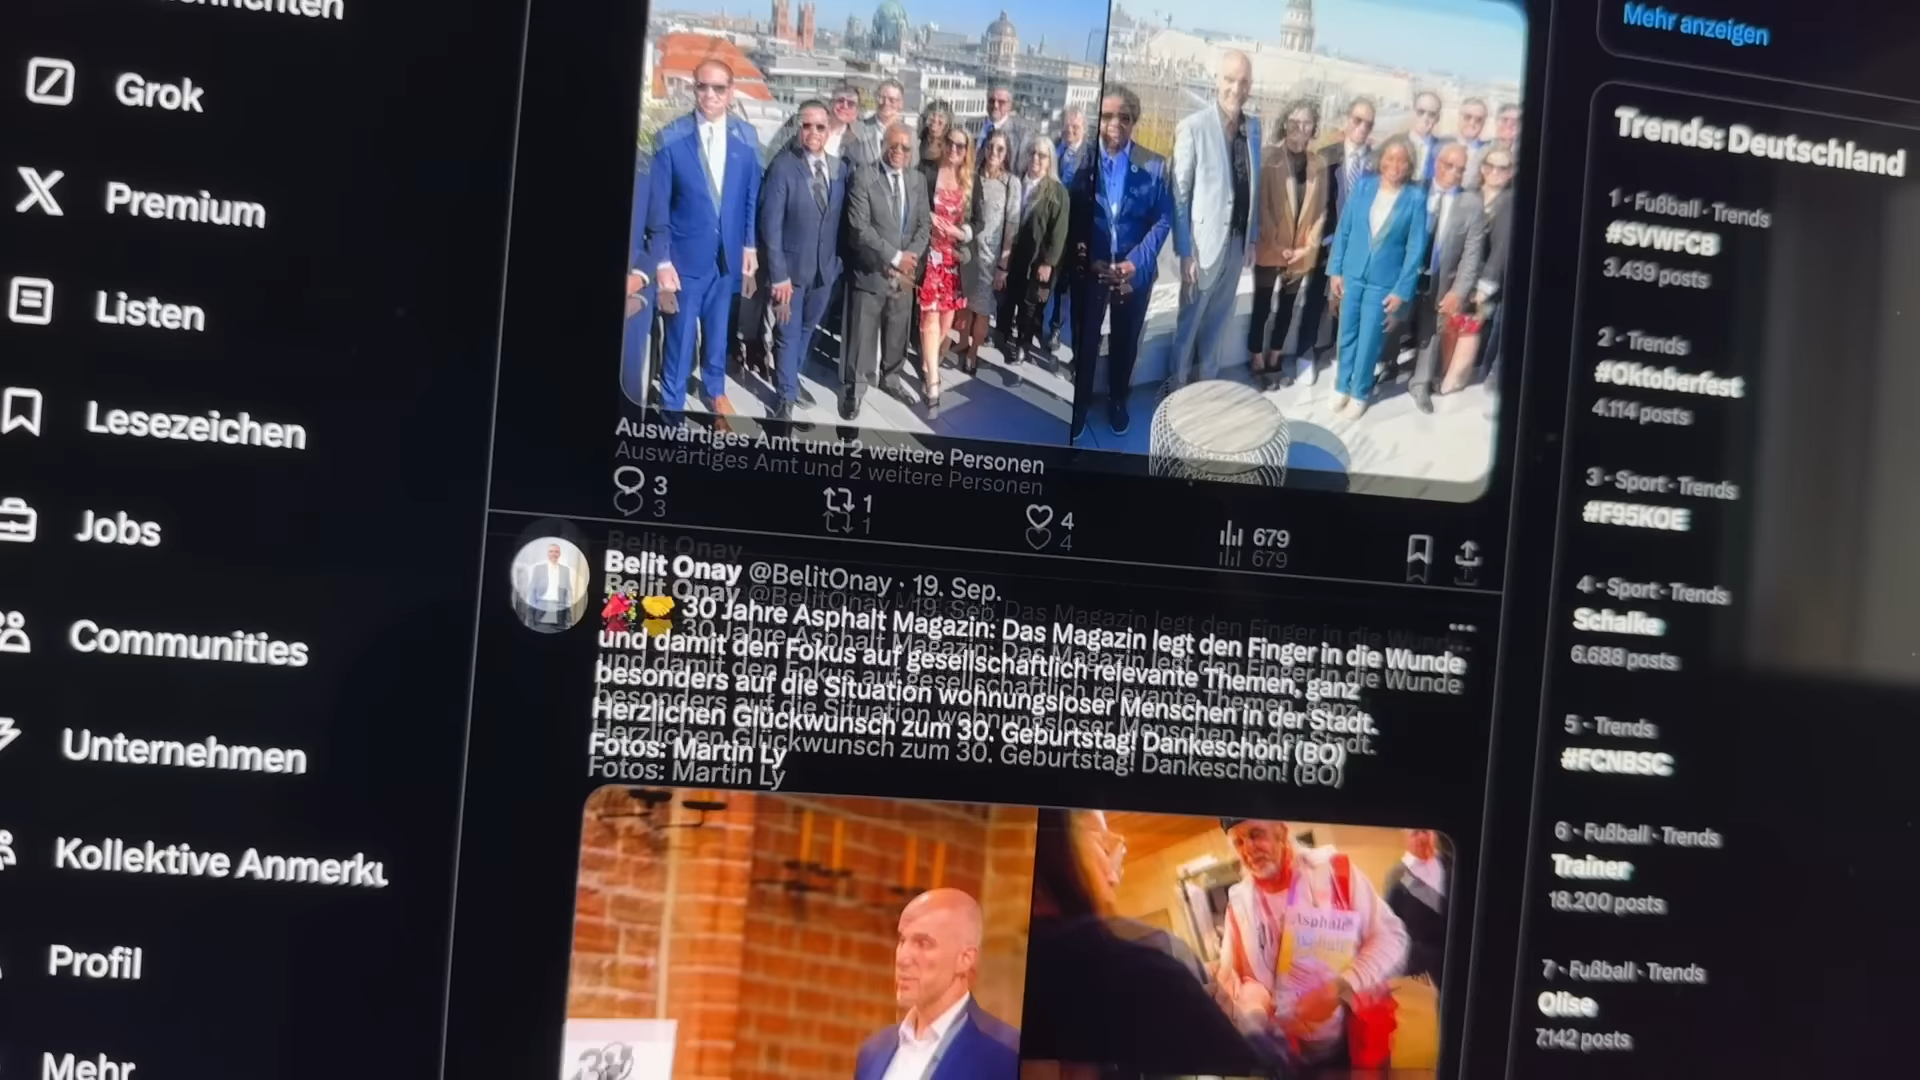 Grok
Premium
Listen
Lesezeichen
Jobs
Communities
Unternehmen
Kollektive
Profil
Mehr
Auswärtiges Amt und 2 weitere Personen
3
1
4
679
Belit Onay @BelitOnay · 19. Sep.
30 Jahre Asphalt Magazin: Das Magazin legt den Finger in die Wunde
und damit den Fokus auf gesellschaftlich relevante Themen, ganz
besonders auf die Situation wohnungsloser Menschen in der Stadt.
Herzlichen Glückwunsch zum 30. Geburtstag! Dankeschön! (BO)
Fotos: Martin Ly
Asphalt
Mehr anzeigen
Trends: Deutschland
1 · Fußball · Trends
#SVWFCB
3.439 posts
2 · Trends
#Oktoberfest
4.114 posts
3 · Sport · Trends
#F95KOE
4 · Sport · Trends
Schalke
6.688 posts
5 · Trends
#FCNBSC
6 · Fußball · Trends
Trainer
18.200 posts
7 · Fußball · Trends
Olise
7.142 posts